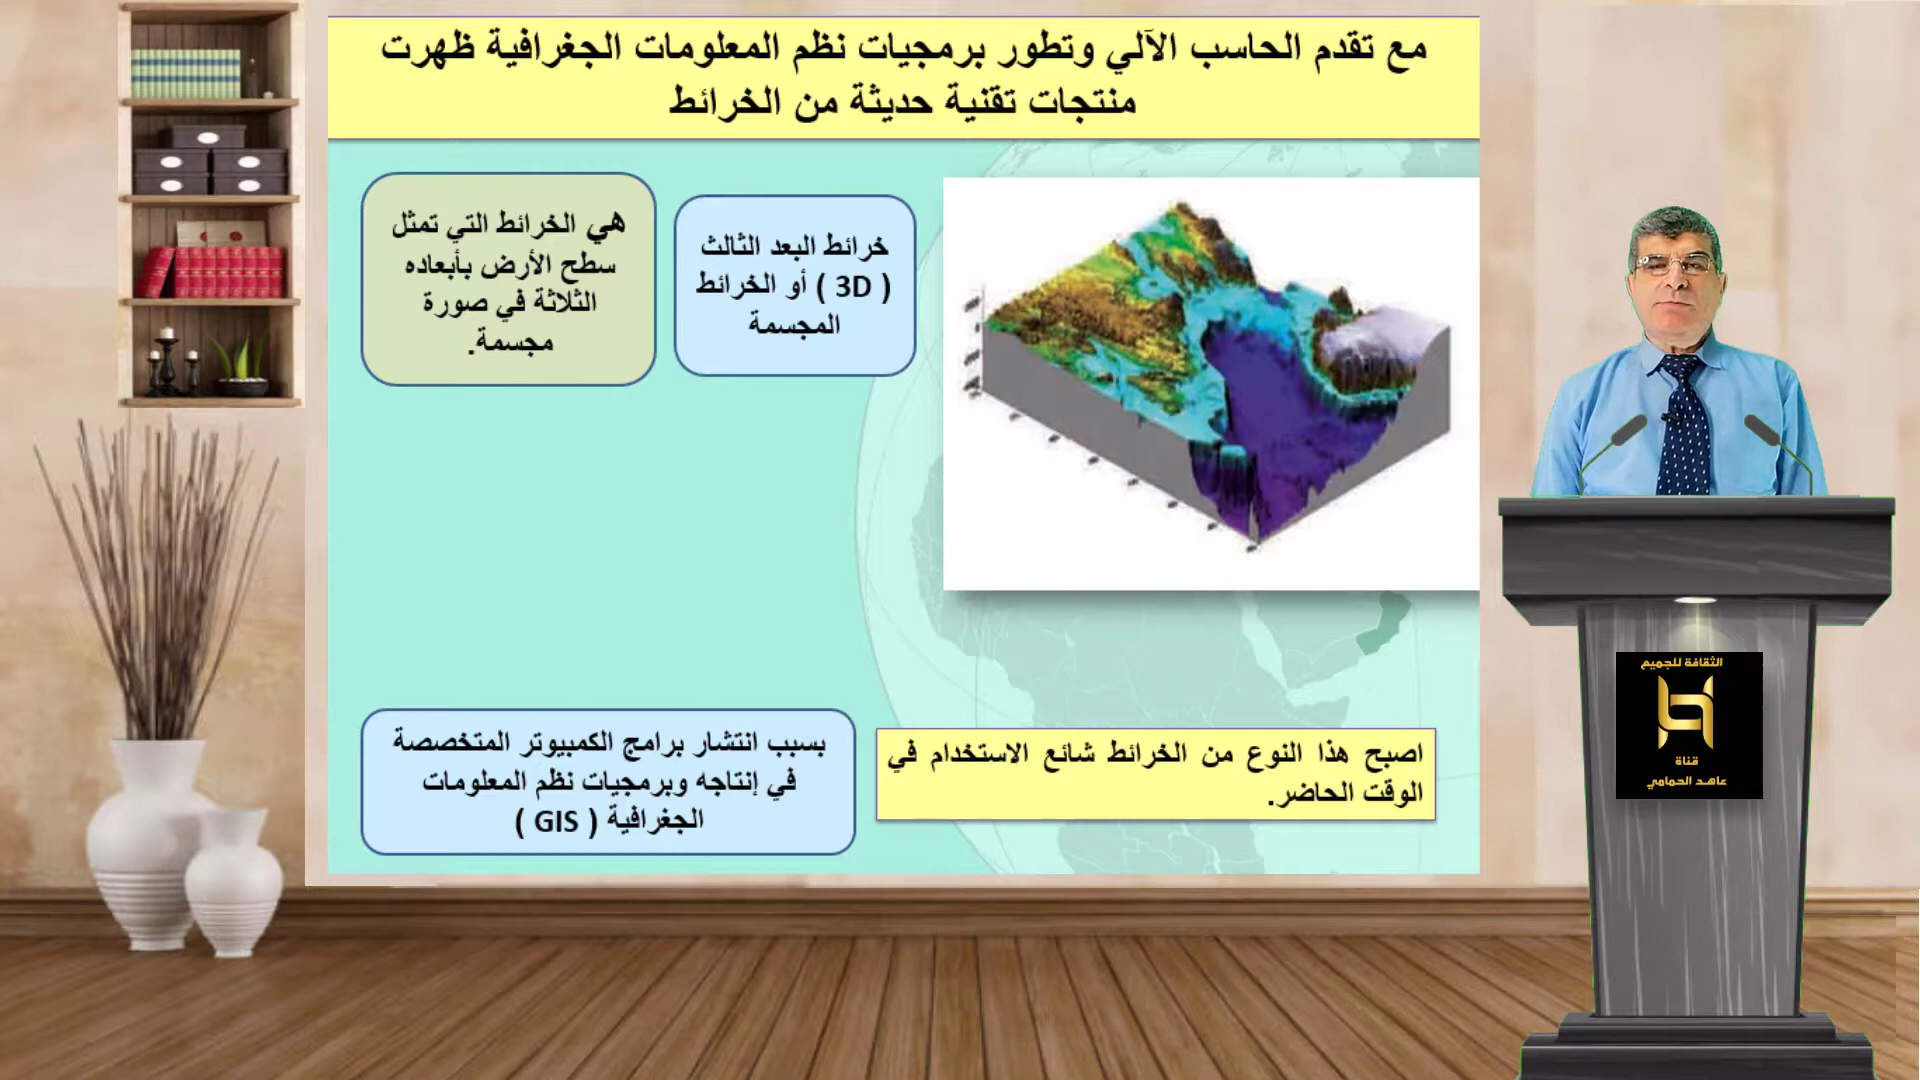 مع تقدم الحاسب الآلي وتطور برمجيات نظم المعلومات الجغرافية ظهرت
منتجات تقنية حديثة من الخرائط
خرائط البعد الثالث
( 3D ) أو الخرائط
المجسمة
هي الخرائط التي تمثل
سطح الأرض بأبعاده
الثلاثة في صورة
مجسمة.
اصبح هذا النوع من الخرائط شائع الاستخدام في
الوقت الحاضر.
بسبب انتشار برامج الكمبيوتر المتخصصة
في إنتاجه وبرمجيات نظم المعلومات
الجغرافية ( GIS )
الثقافة للجميع
قناة
عاهد الحمامي